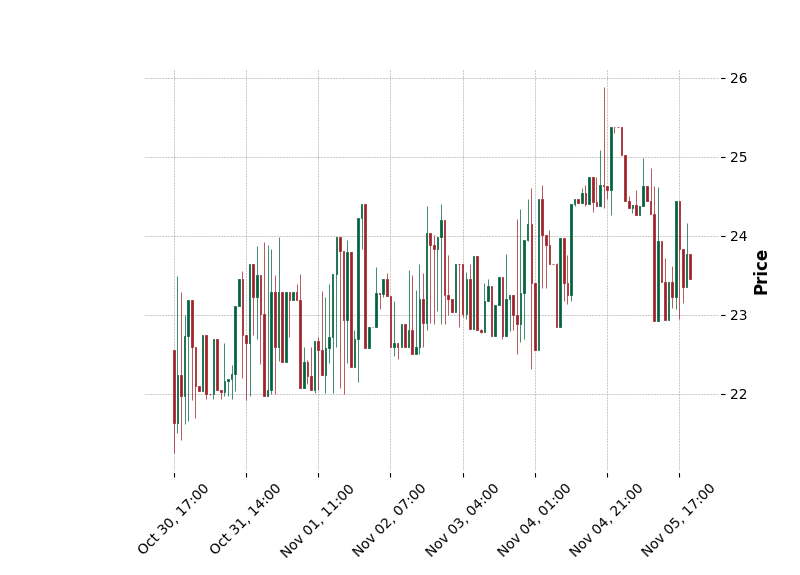 26
25
24
23
22
Price
Oct 30, 17:00
Oct 31, 14:00
Nov 01, 11:00
Nov 02, 07:00
Nov 03, 04:00
Nov 04, 01:00
Nov 04, 21:00
Nov 05, 17:00